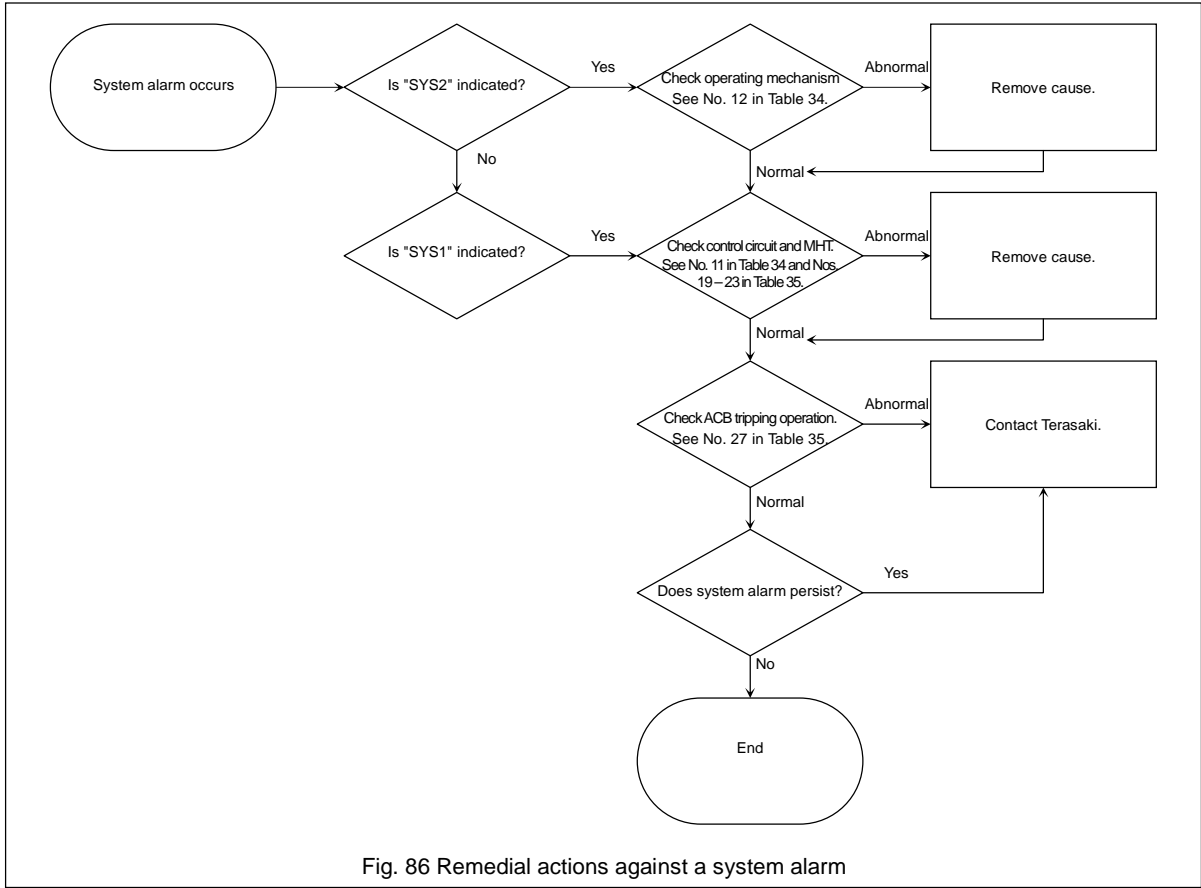 System alarm occurs
Is "SYS2" indicated?
Yes
Check operating mechanism
See No. 12 in Table 34.
Abnormal
Remove cause.
No
Normal
Is "SYS1" indicated?
Yes
Check control circuit and MHT.
See No. 11 in Table 34 and Nos.
19 – 23 in Table 35.
Abnormal
Remove cause.
Normal
Check ACB tripping operation.
See No. 27 in Table 35.
Abnormal
Contact Terasaki.
Normal
Does system alarm persist?
Yes
No
End
Fig. 86 Remedial actions against a system alarm